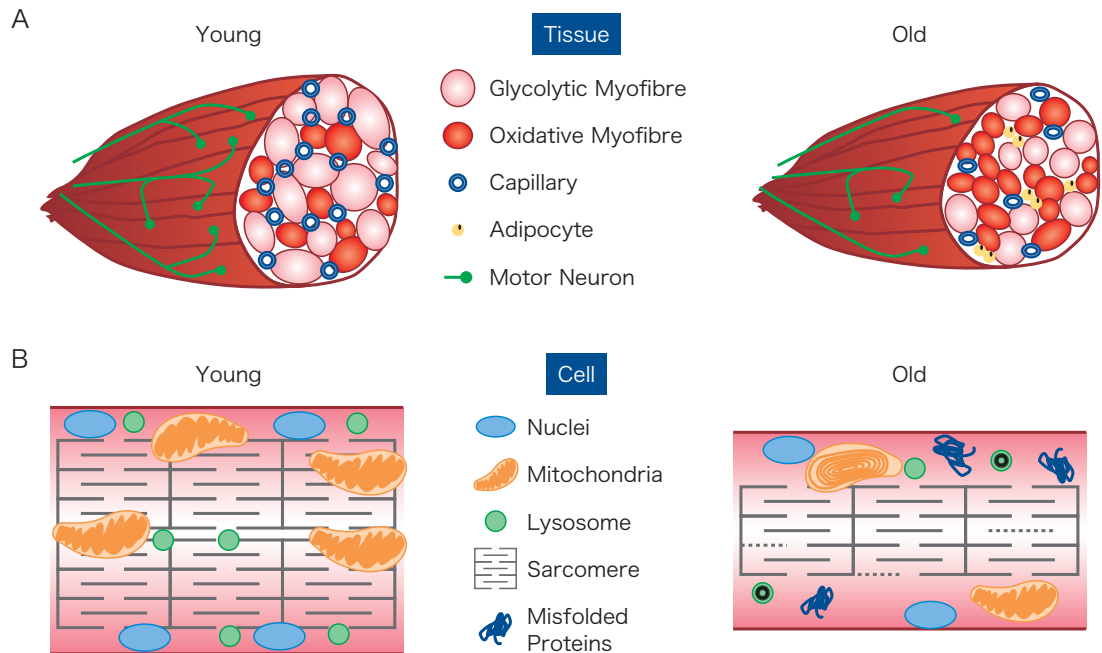 A
Young
Tissue
Old
Glycolytic Myofibre
Oxidative Myofibre
Capillary
Adipocyte
Motor Neuron
B
Young
Cell
Old
Nuclei
Mitochondria
Lysosome
Sarcomere
Misfolded
Proteins